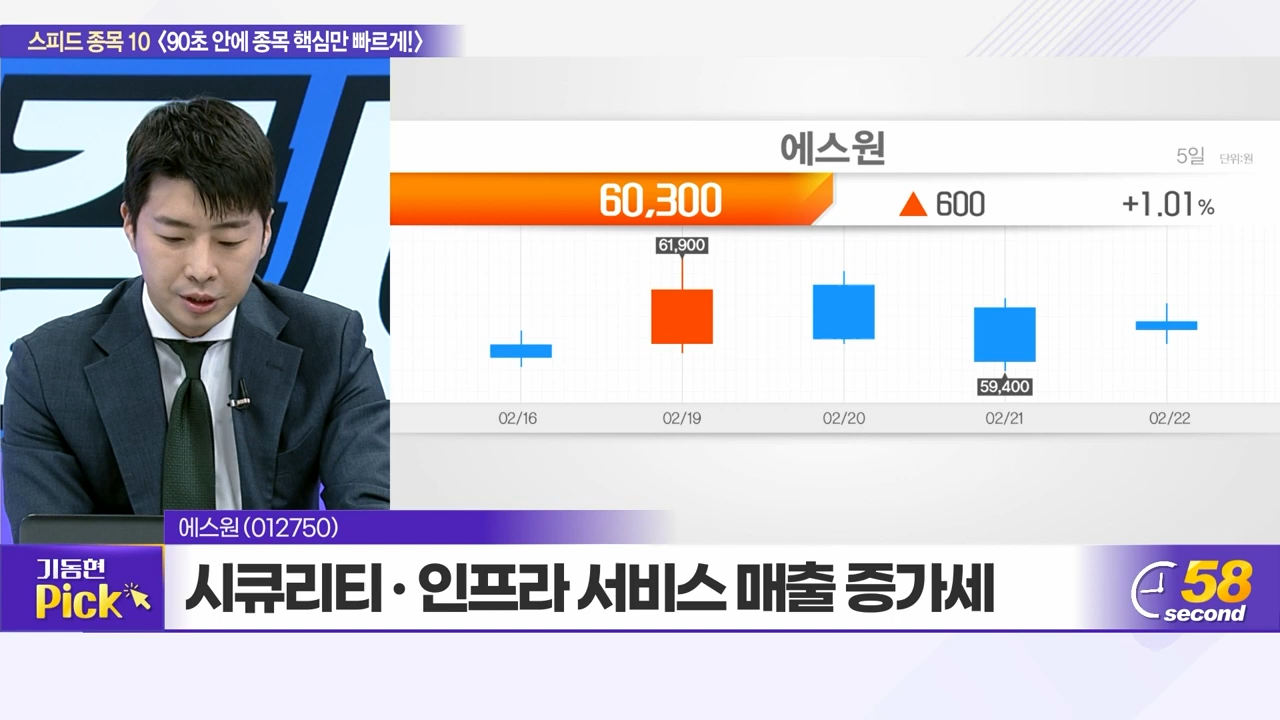 스피드 종목 10 〈90초 안에 종목 핵심만 빠르게!〉
에스원
5일 단위:원
60,300 ▲ 600 +1.01%
61,900
59,400
02/16 02/19 02/20 02/21 02/22
에스원(012750)
기동현
Pick
시큐리티·인프라 서비스 매출 증가세
58
second